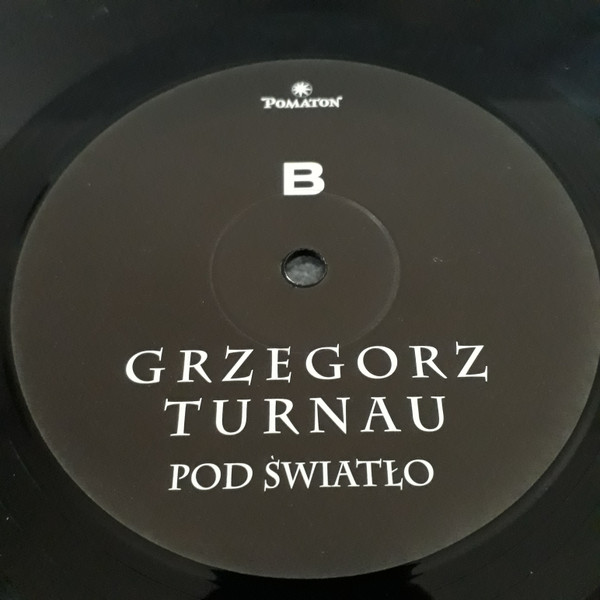 POMATON
B
GRZEGORZ
TURNAU
POD ŚWIATŁO